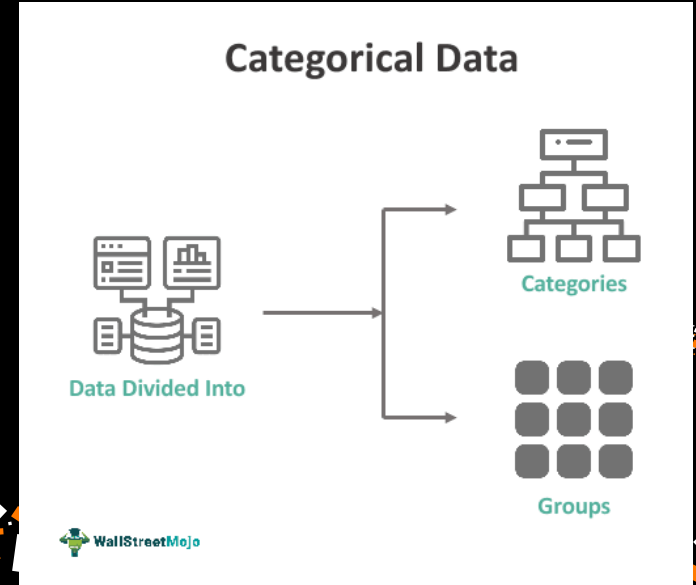 Categorical Data
Categories
Data Divided Into
Groups
WallStreetMojo